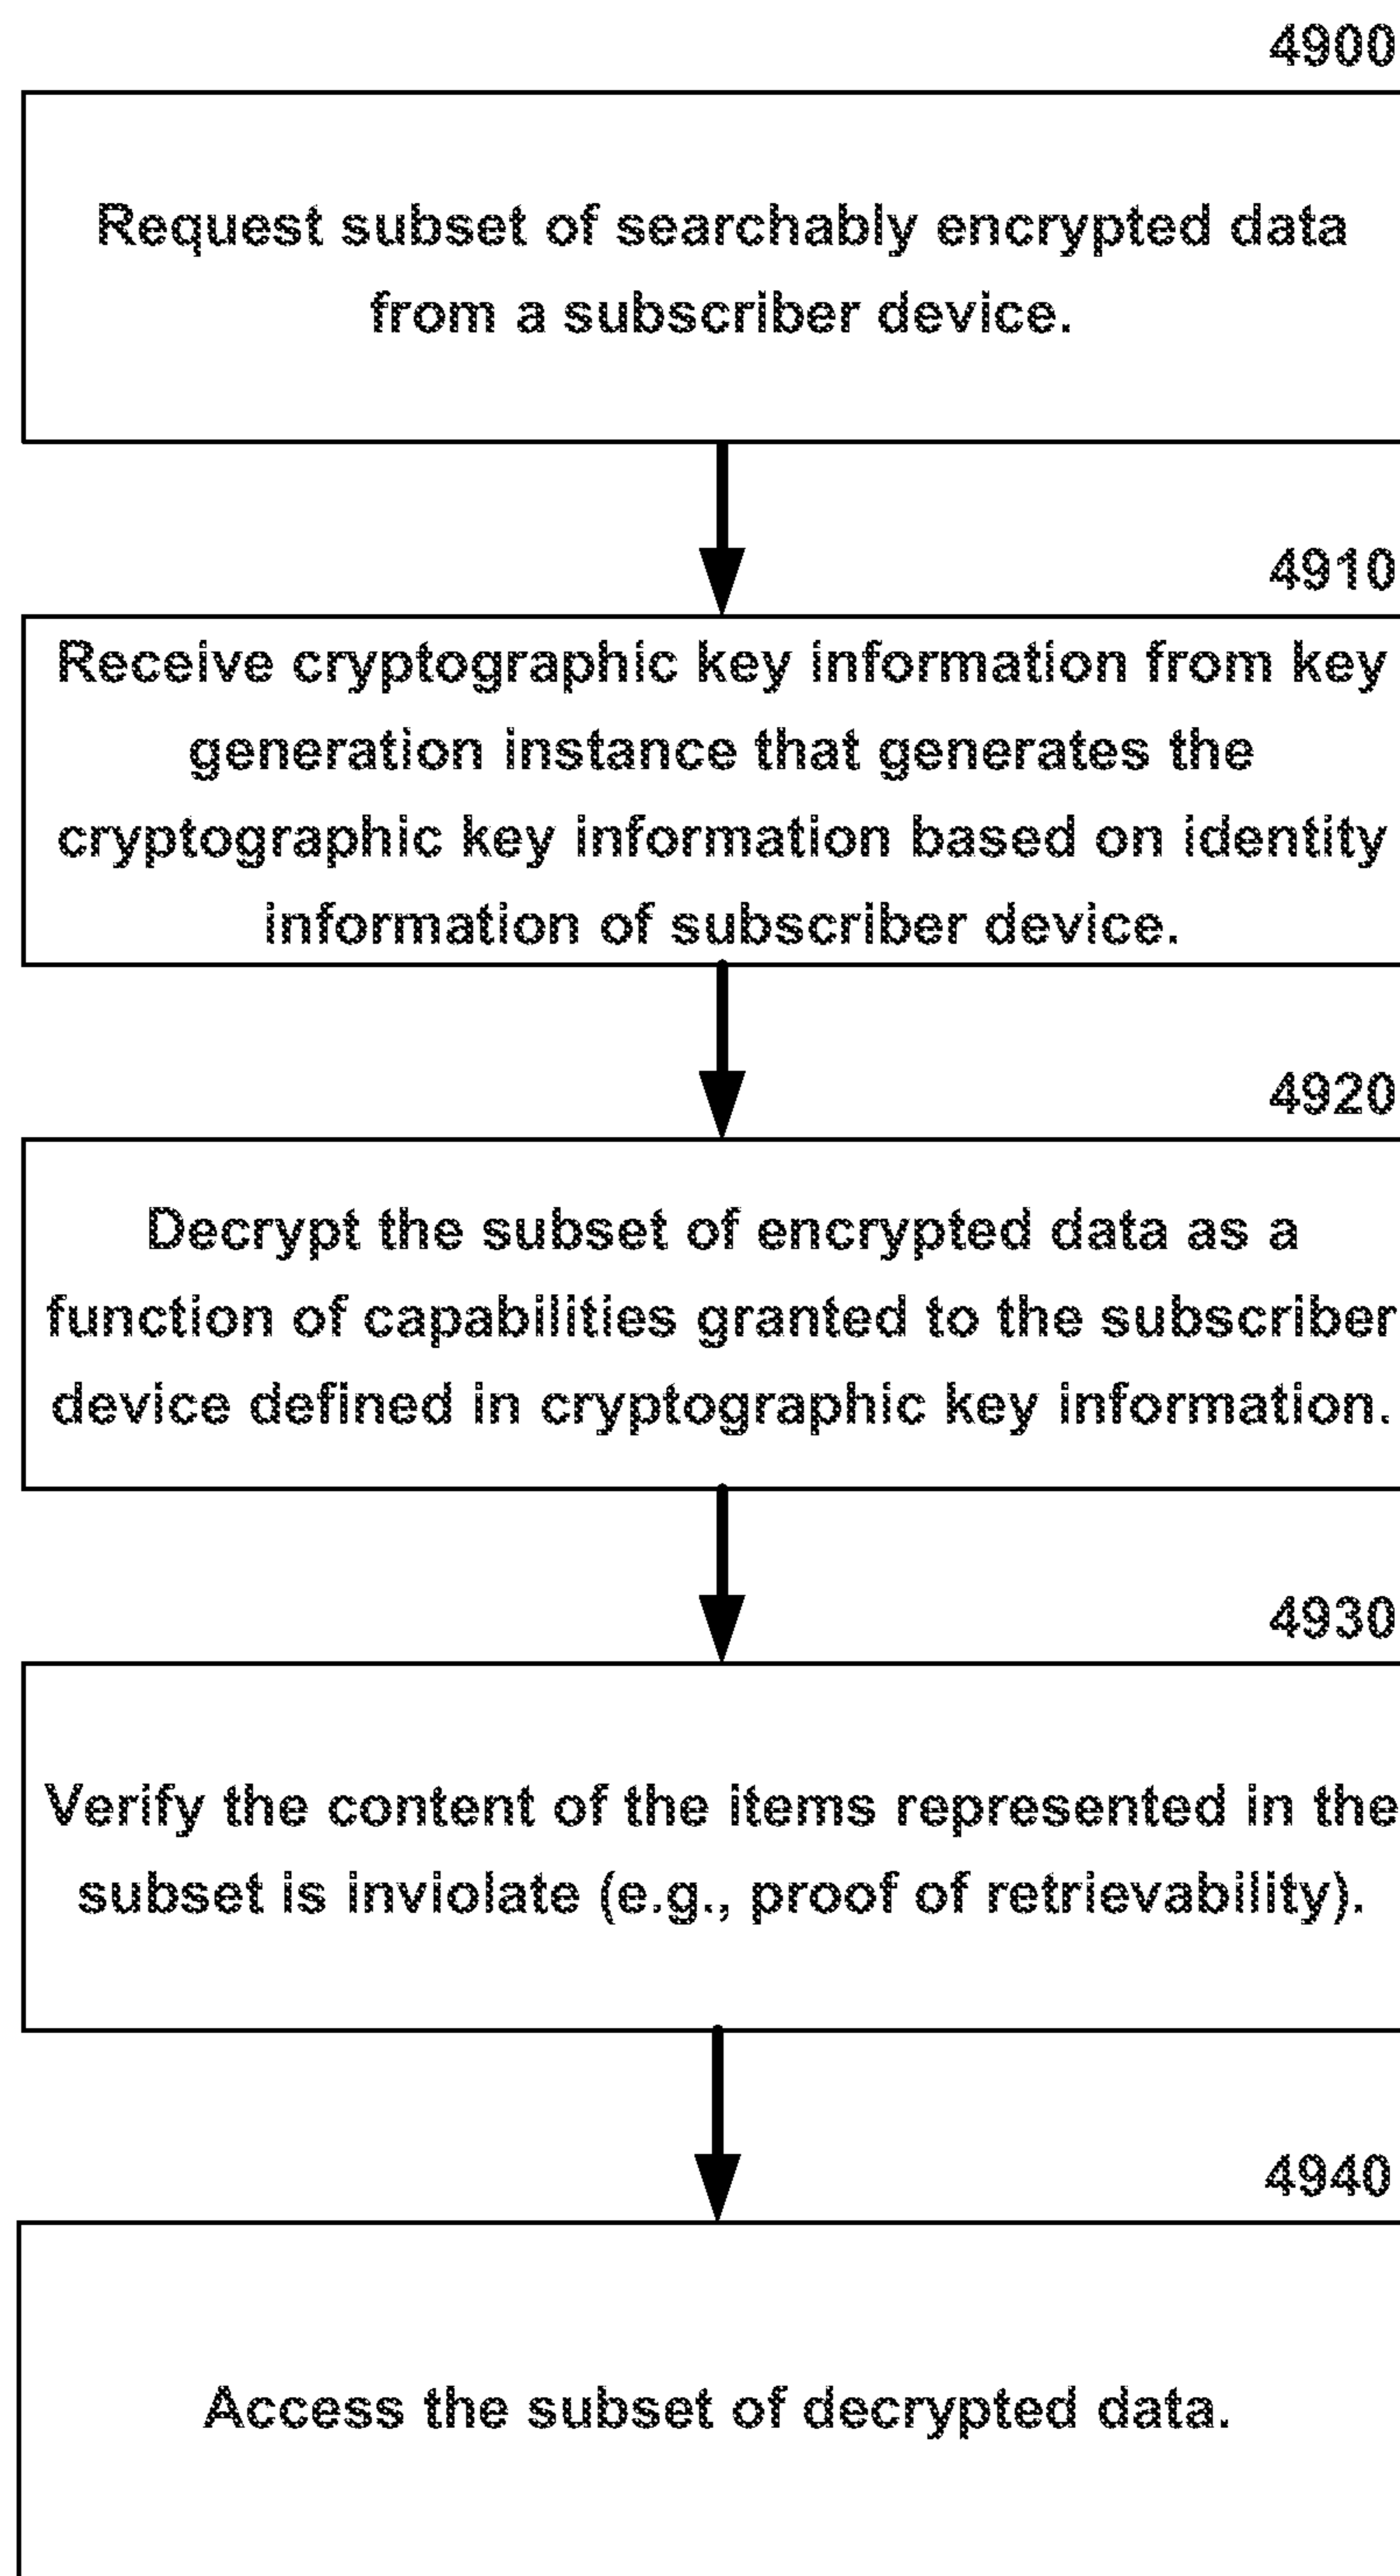 4900
Request subset of searchably encrypted data
from a subscriber device.
4910
Receive cryptographic key information from key
generation instance that generates the
cryptographic key information based on identity
information of subscriber device.
4920
Decrypt the subset of encrypted data as a
function of capabilities granted to the subscriber
device defined in cryptographic key information.
4930
Verify the content of the items represented in the
subset is inviolate (e.g., proof of retrievability).
4940
Access the subset of decrypted data.